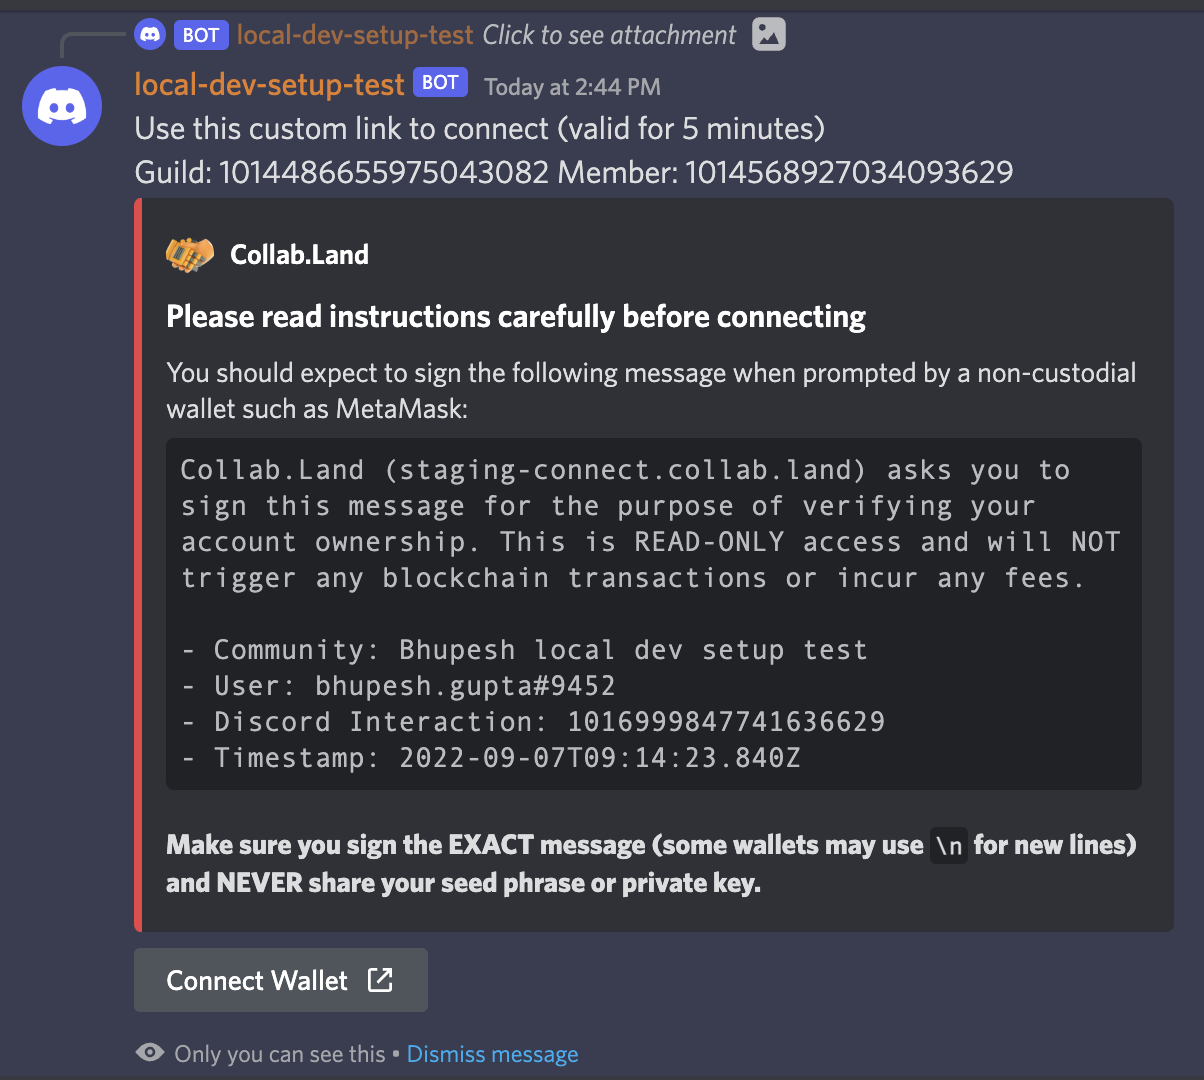 BOT local-dev-setup-test Click to see attachment
local-dev-setup-test BOT Today at 2:44 PM
Use this custom link to connect (valid for 5 minutes)
Guild: 1014486655975043082 Member: 1014568927034093629
Collab.Land
Please read instructions carefully before connecting
You should expect to sign the following message when prompted by a non-custodial
wallet such as MetaMask:
Collab.Land (staging-connect.collab.land) asks you to
sign this message for the purpose of verifying your
account ownership. This is READ-ONLY access and will NOT
trigger any blockchain transactions or incur any fees.
- Community: Bhupesh local dev setup test
- User: bhupesh.gupta#9452
- Discord Interaction: 1016999847741636629
- Timestamp: 2022-09-07T09:14:23.840Z
Make sure you sign the EXACT message (some wallets may use \n for new lines)
and NEVER share your seed phrase or private key.
Connect Wallet
Only you can see this • Dismiss message